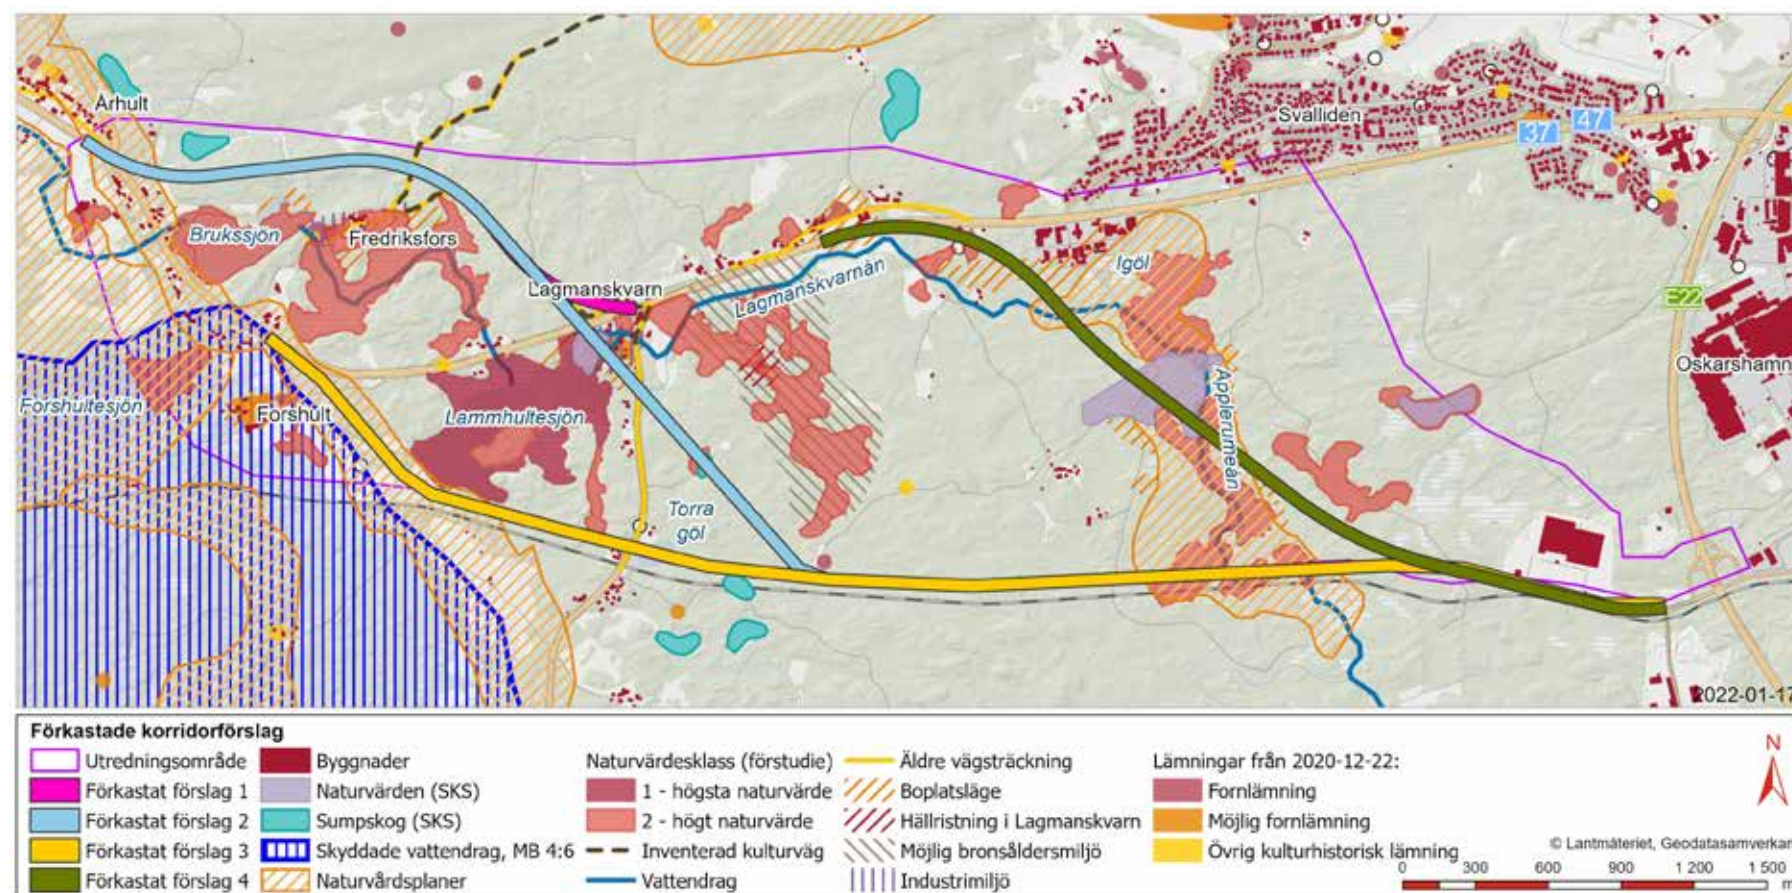 Århult
Svalliden
37
47
Brukssjön
Fredriksfors
Igöl
Lagmanskvarn
Lagmanskvarnån
E22
Oskarshamn
Applerumeån
Forshultesjön
Forshult
Lammhultesjön
Torra
göl
2022-01-17
Förkastade korridorförslag
Utredningsområde
Förkastat förslag 1
Förkastat förslag 2
Förkastat förslag 3
Förkastat förslag 4
Byggnader
Naturvärden (SKS)
Sumpskog (SKS)
Skyddade vattendrag, MB 4:6
Naturvårdsplaner
Naturvärdesklass (förstudie)
1 - högsta naturvärde
2 - högt naturvärde
Inventerad kulturväg
Vattendrag
Äldre vägsträckning
Boplatsläge
Hällristning i Lagmanskvarn
Möjlig bronsåldersmiljö
Industrimiljö
Lämningar från 2020-12-22:
Fornlämning
Möjlig fornlämning
Övrig kulturhistorisk lämning
N
© Lantmäteriet, Geodatasamverkan
0 300 600 900 1 200 1 500
m